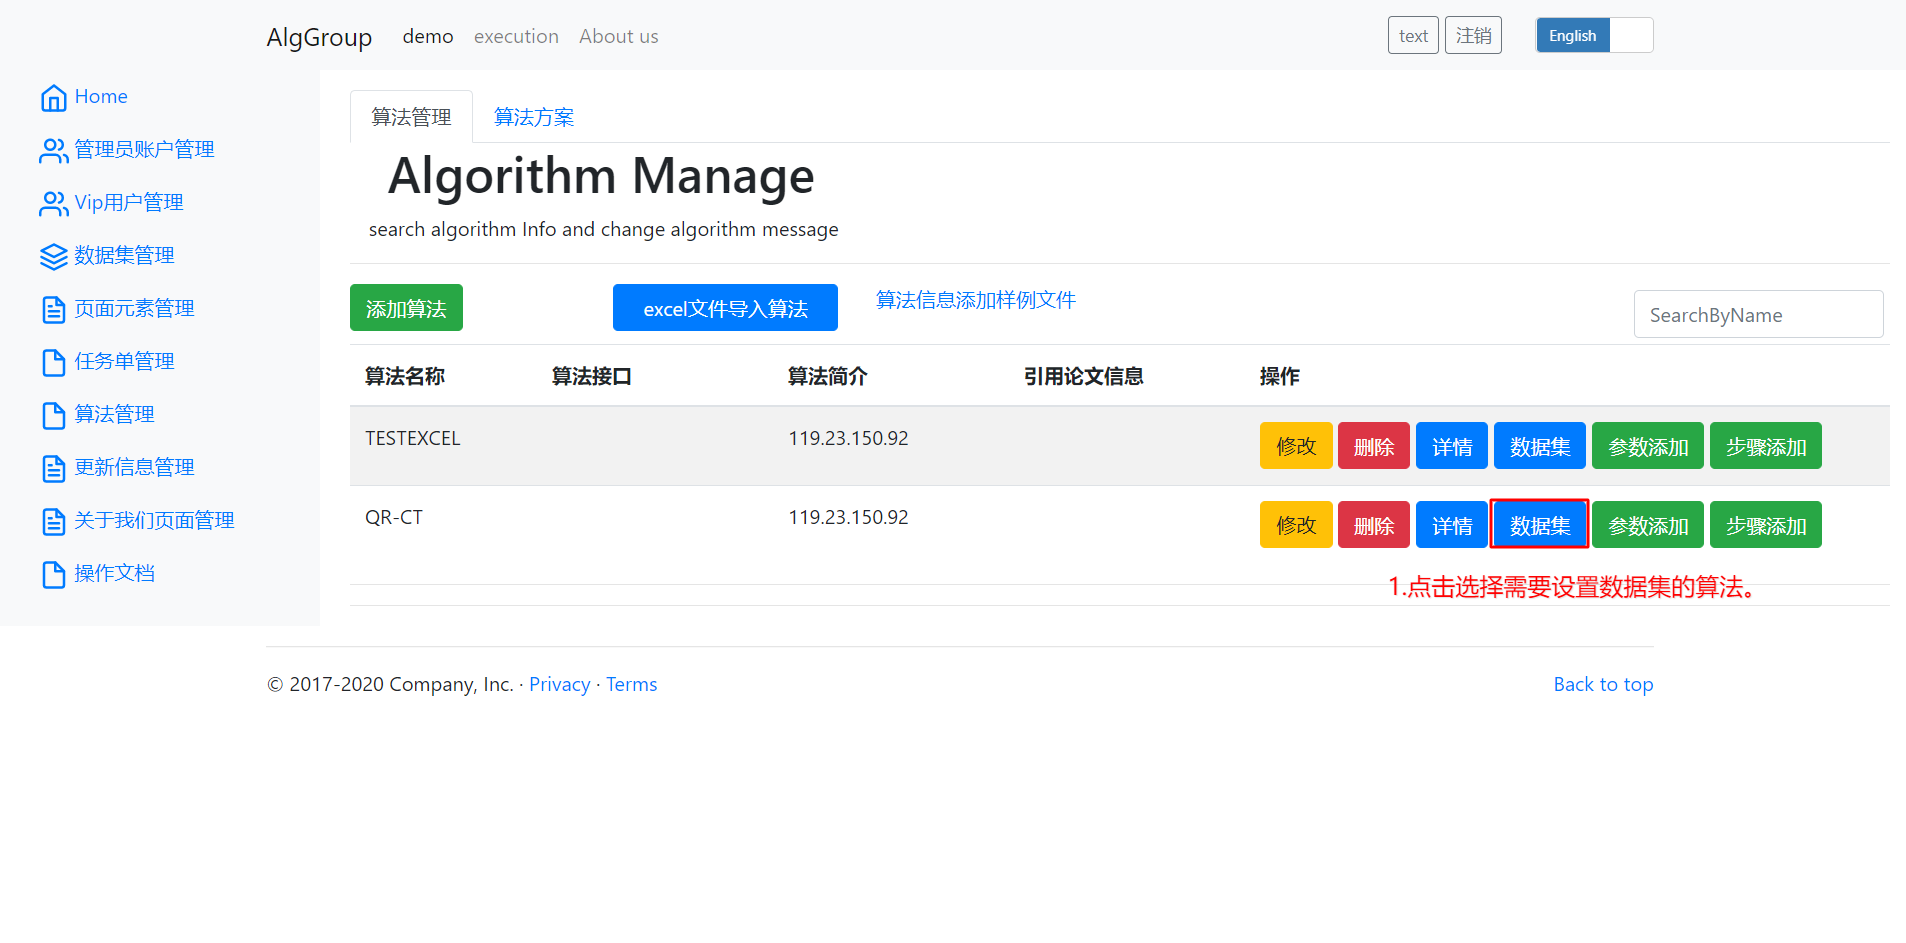 AlgGroup demo execution About us text 注销 English
Home
管理员账户管理
Vip用户管理
数据集管理
页面元素管理
任务单管理
算法管理
更新信息管理
关于我们页面管理
操作文档
算法管理 算法方案
Algorithm Manage
search algorithm Info and change algorithm message
添加算法 excel文件导入算法 算法信息添加样例文件 SearchByName
算法名称 算法接口 算法简介 引用论文信息 操作
TESTEXCEL 119.23.150.92 修改 删除 详情 数据集 参数添加 步骤添加
QR-CT 119.23.150.92 修改 删除 详情 数据集 参数添加 步骤添加
1.点击选择需要设置数据集的算法。
© 2017-2020 Company, Inc. · Privacy · Terms Back to top